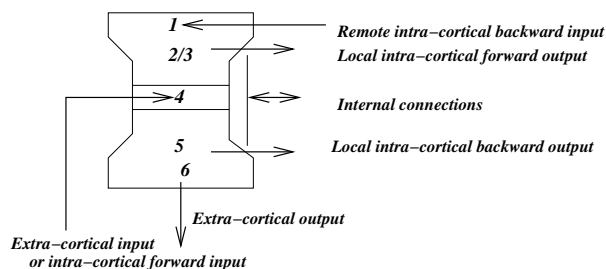 1
Remote intra-cortical backward input
2/3
Local intra-cortical forward output
4
Internal connections
5
Local intra-cortical backward output
6
Extra-cortical output
Extra-cortical input
or intra-cortical forward input